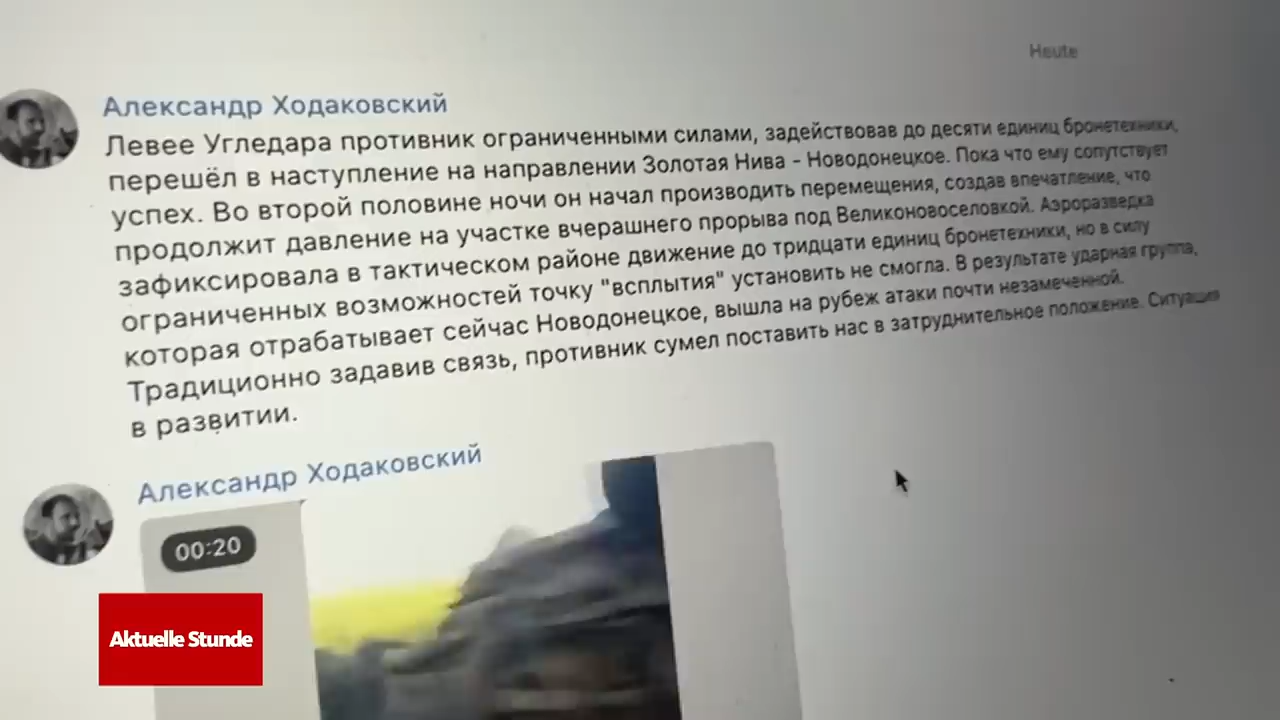 Heute
Александр Ходаковский
Левее Угледара противник ограниченными силами, задействовав до десяти единиц бронетехники,
перешёл в наступление на направлении Золотая Нива - Новодонецкое. Пока что ему сопутствует
успех. Во второй половине ночи он начал производить перемещения, создав впечатление, что
продолжит давление на участке вчерашнего прорыва под Великоновоселовкой. Аэроразведка
зафиксировала в тактическом районе движение до тридцати единиц бронетехники, но в силу
ограниченных возможностей точку "всплытия" установить не смогла. В результате ударная группа,
которая отрабатывает сейчас Новодонецкое, вышла на рубеж атаки почти незамеченной.
Традиционно задавив связь, противник сумел поставить нас в затруднительное положение. Ситуация
в развитии.
Александр Ходаковский
00:20
Aktuelle Stunde